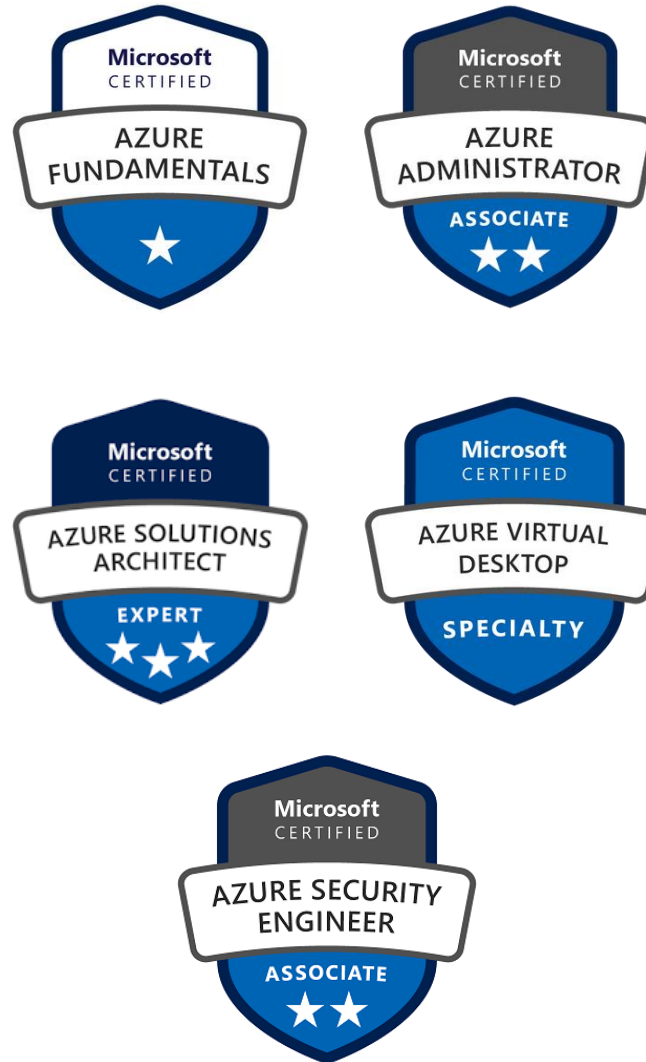 Microsoft
CERTIFIED
AZURE
FUNDAMENTALS
Microsoft
CERTIFIED
AZURE
ADMINISTRATOR
ASSOCIATE
Microsoft
CERTIFIED
AZURE SOLUTIONS
ARCHITECT
EXPERT
Microsoft
CERTIFIED
AZURE VIRTUAL
DESKTOP
SPECIALTY
Microsoft
CERTIFIED
AZURE SECURITY
ENGINEER
ASSOCIATE